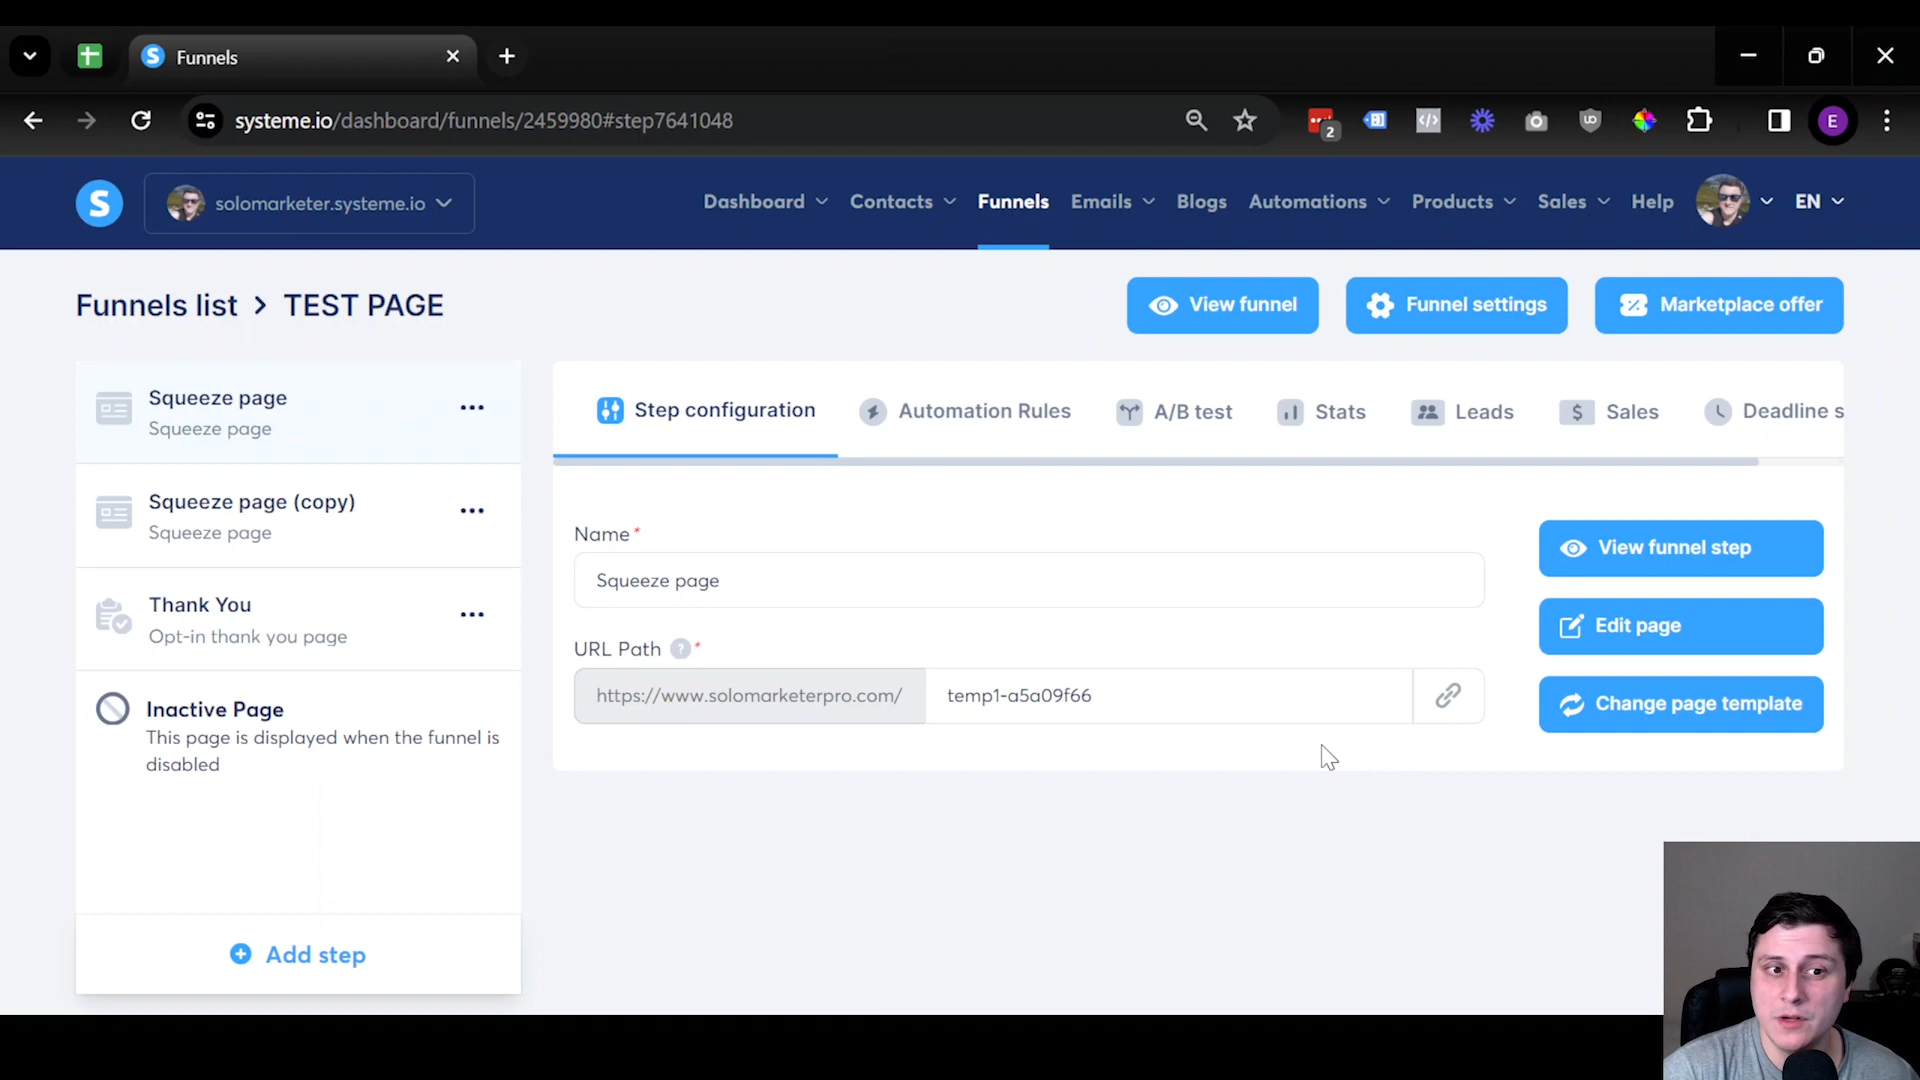 Funnels
systeme.io/dashboard/funnels/2459980#step7641048
2
E
S
solomarketer.systeme.io
Dashboard
Contacts
Funnels
Emails
Blogs
Automations
Products
Sales
Help
EN
Funnels list > TEST PAGE
View funnel
Funnel settings
Marketplace offer
Squeeze page
Squeeze page
Squeeze page (copy)
Squeeze page
Thank You
Opt-in thank you page
Inactive Page
This page is displayed when the funnel is
disabled
Add step
Step configuration
Automation Rules
A/B test
Stats
Leads
Sales
Deadline s
Name*
Squeeze page
URL Path ? *
https://www.solomarketerpro.com/
temp1-a5a09f66
View funnel step
Edit page
Change page template